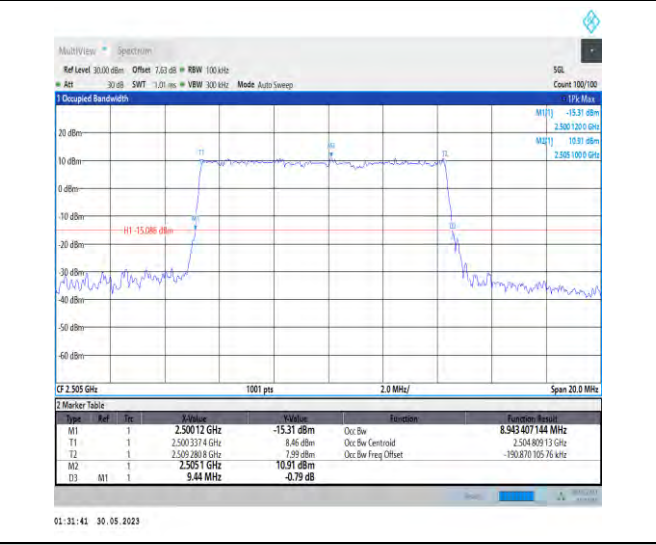 MultiView Spectrum
Ref Level 30.00 dBm Offset 7.63 dB RBW 100 kHz SGL
Att 30 dB SWT 1.01 ms VBW 300 kHz Mode Auto Sweep Count 100/100
1 Occupied Bandwidth 1Pk Max
M1[1] -15.31 dBm
2.500 120 0 GHz
M2[1] 10.91 dBm
2.505 100 0 GHz
20 dBm
10 dBm
0 dBm
-10 dBm
H1 -15.088 dBm
-20 dBm
-30 dBm
-40 dBm
-50 dBm
-60 dBm
CF 2.505 GHz 1001 pts 2.0 MHz/ Span 20.0 MHz
2 Marker Table
Type Ref Trc X-Value Y-Value Function Function Result
M1 1 2.50012 GHz -15.31 dBm Occ Bw 8.943 407 144 MHz
T1 1 2.500 337 4 GHz 8.46 dBm Occ Bw Centroid 2.504 809 13 GHz
T2 1 2.509 280 8 GHz 7.99 dBm Occ Bw Freq Offset -190.870 105 76 kHz
M2 1 2.5051 GHz 10.91 dBm
D3 M1 1 9.44 MHz -0.79 dB
01:31:41 30.05.2023